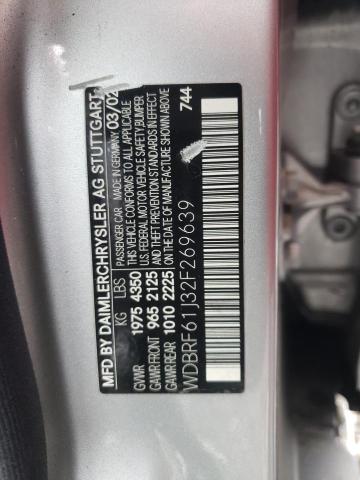 MFD BY DAIMLERCHRYSLER AG STUTTGART
PASSENGER CAR MADE IN GERMANY 03/02
KG LBS THIS VEHICLE CONFORMS TO ALL APPLICABLE
GVWR 1975 4350 U.S. FEDERAL MOTOR VEHICLE SAFETY, BUMPER
GAWR FRONT 965 2125 AND THEFT PREVENTION STANDARDS IN EFFECT
GAWR REAR 1010 2225 ON THE DATE OF MANUFACTURE SHOWN ABOVE
WDBRF61J32F269639 744